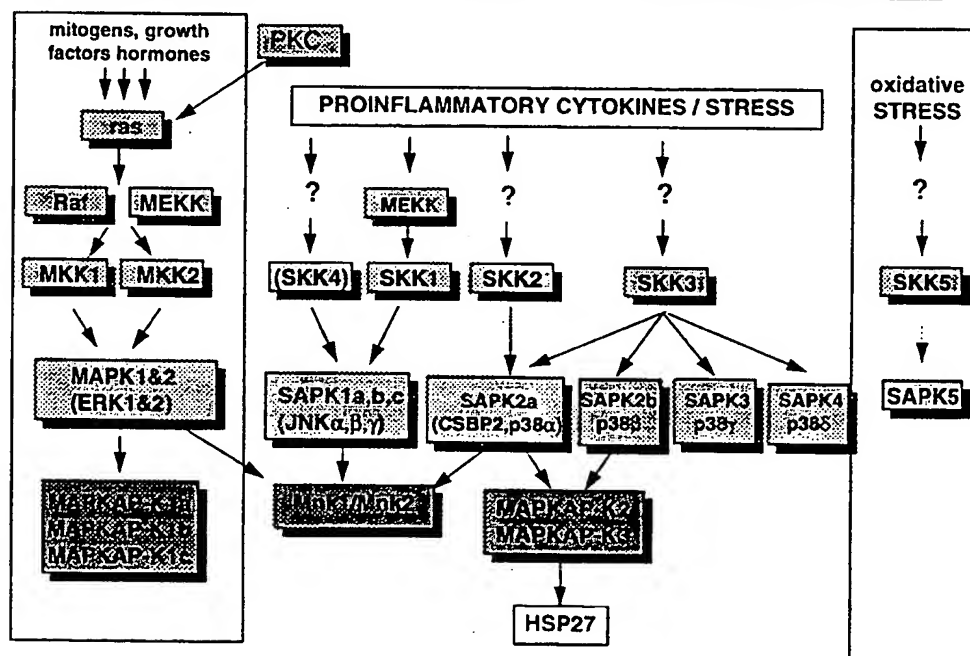 mitogens, growth
factors hormones
PKC
ras
Raf
MEKK
MKK1
MKK2
MAPK1&2
(ERK1&2)
MAPKAP-K1a
MAPKAP-K1b
MAPKAP-K1c
PROINFLAMMATORY CYTOKINES / STRESS
?
MEKK
?
?
(SKK4)
SKK1
SKK2
SKK3
SAPK1a,b,c
(JNKα,β,γ)
SAPK2a
(CSBP2,p38α)
SAPK2b
p38β
SAPK3
p38γ
SAPK4
p38δ
Mnk1/Mnk2
MAPKAP-K2
MAPKAP-K3
HSP27
oxidative
STRESS
?
SKK5
SAPK5